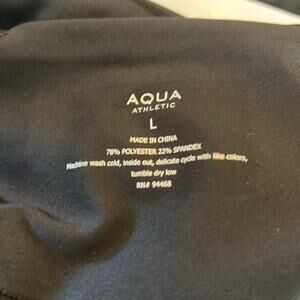 AQUA
ATHLETIC
L
MADE IN CHINA
78% POLYESTER 22% SPANDEX
Machine wash cold, inside out, delicate cycle with like colors,
tumble dry low
RN# 94468